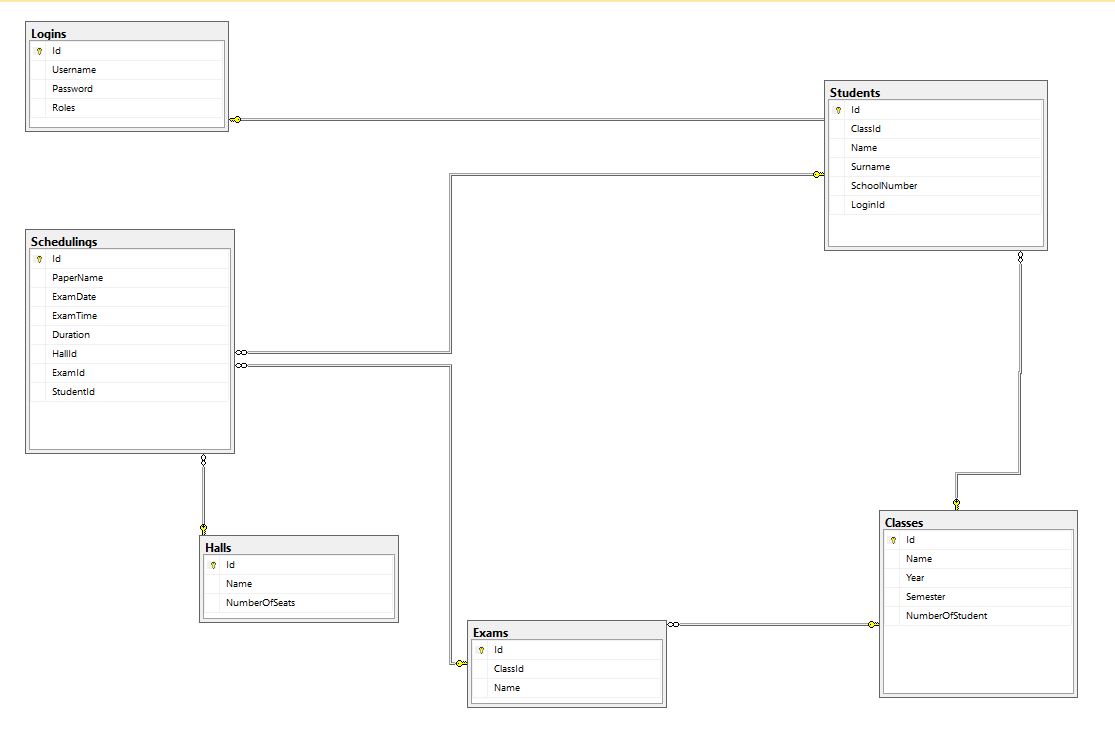 Logins
Id
Username
Password
Roles
Students
Id
ClassId
Name
Surname
SchoolNumber
LoginId
Schedulings
Id
PaperName
ExamDate
ExamTime
Duration
HallId
ExamId
StudentId
Halls
Id
Name
NumberOfSeats
Classes
Id
Name
Year
Semester
NumberOfStudent
Exams
Id
ClassId
Name